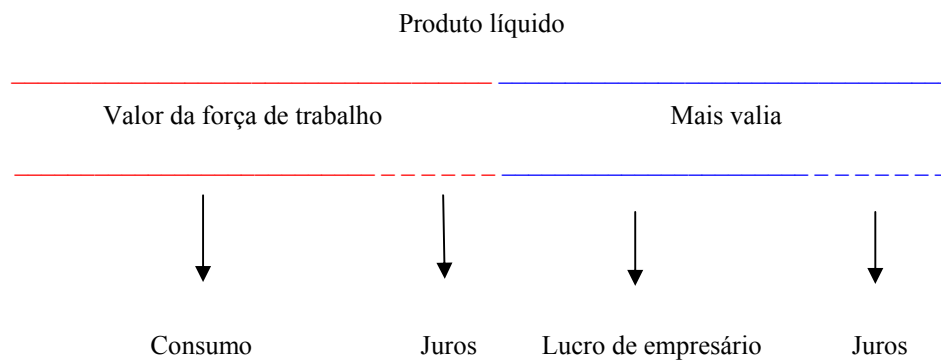 Produto líquido
Valor da força de trabalho Mais valia
Consumo Juros Lucro de empresário Juros